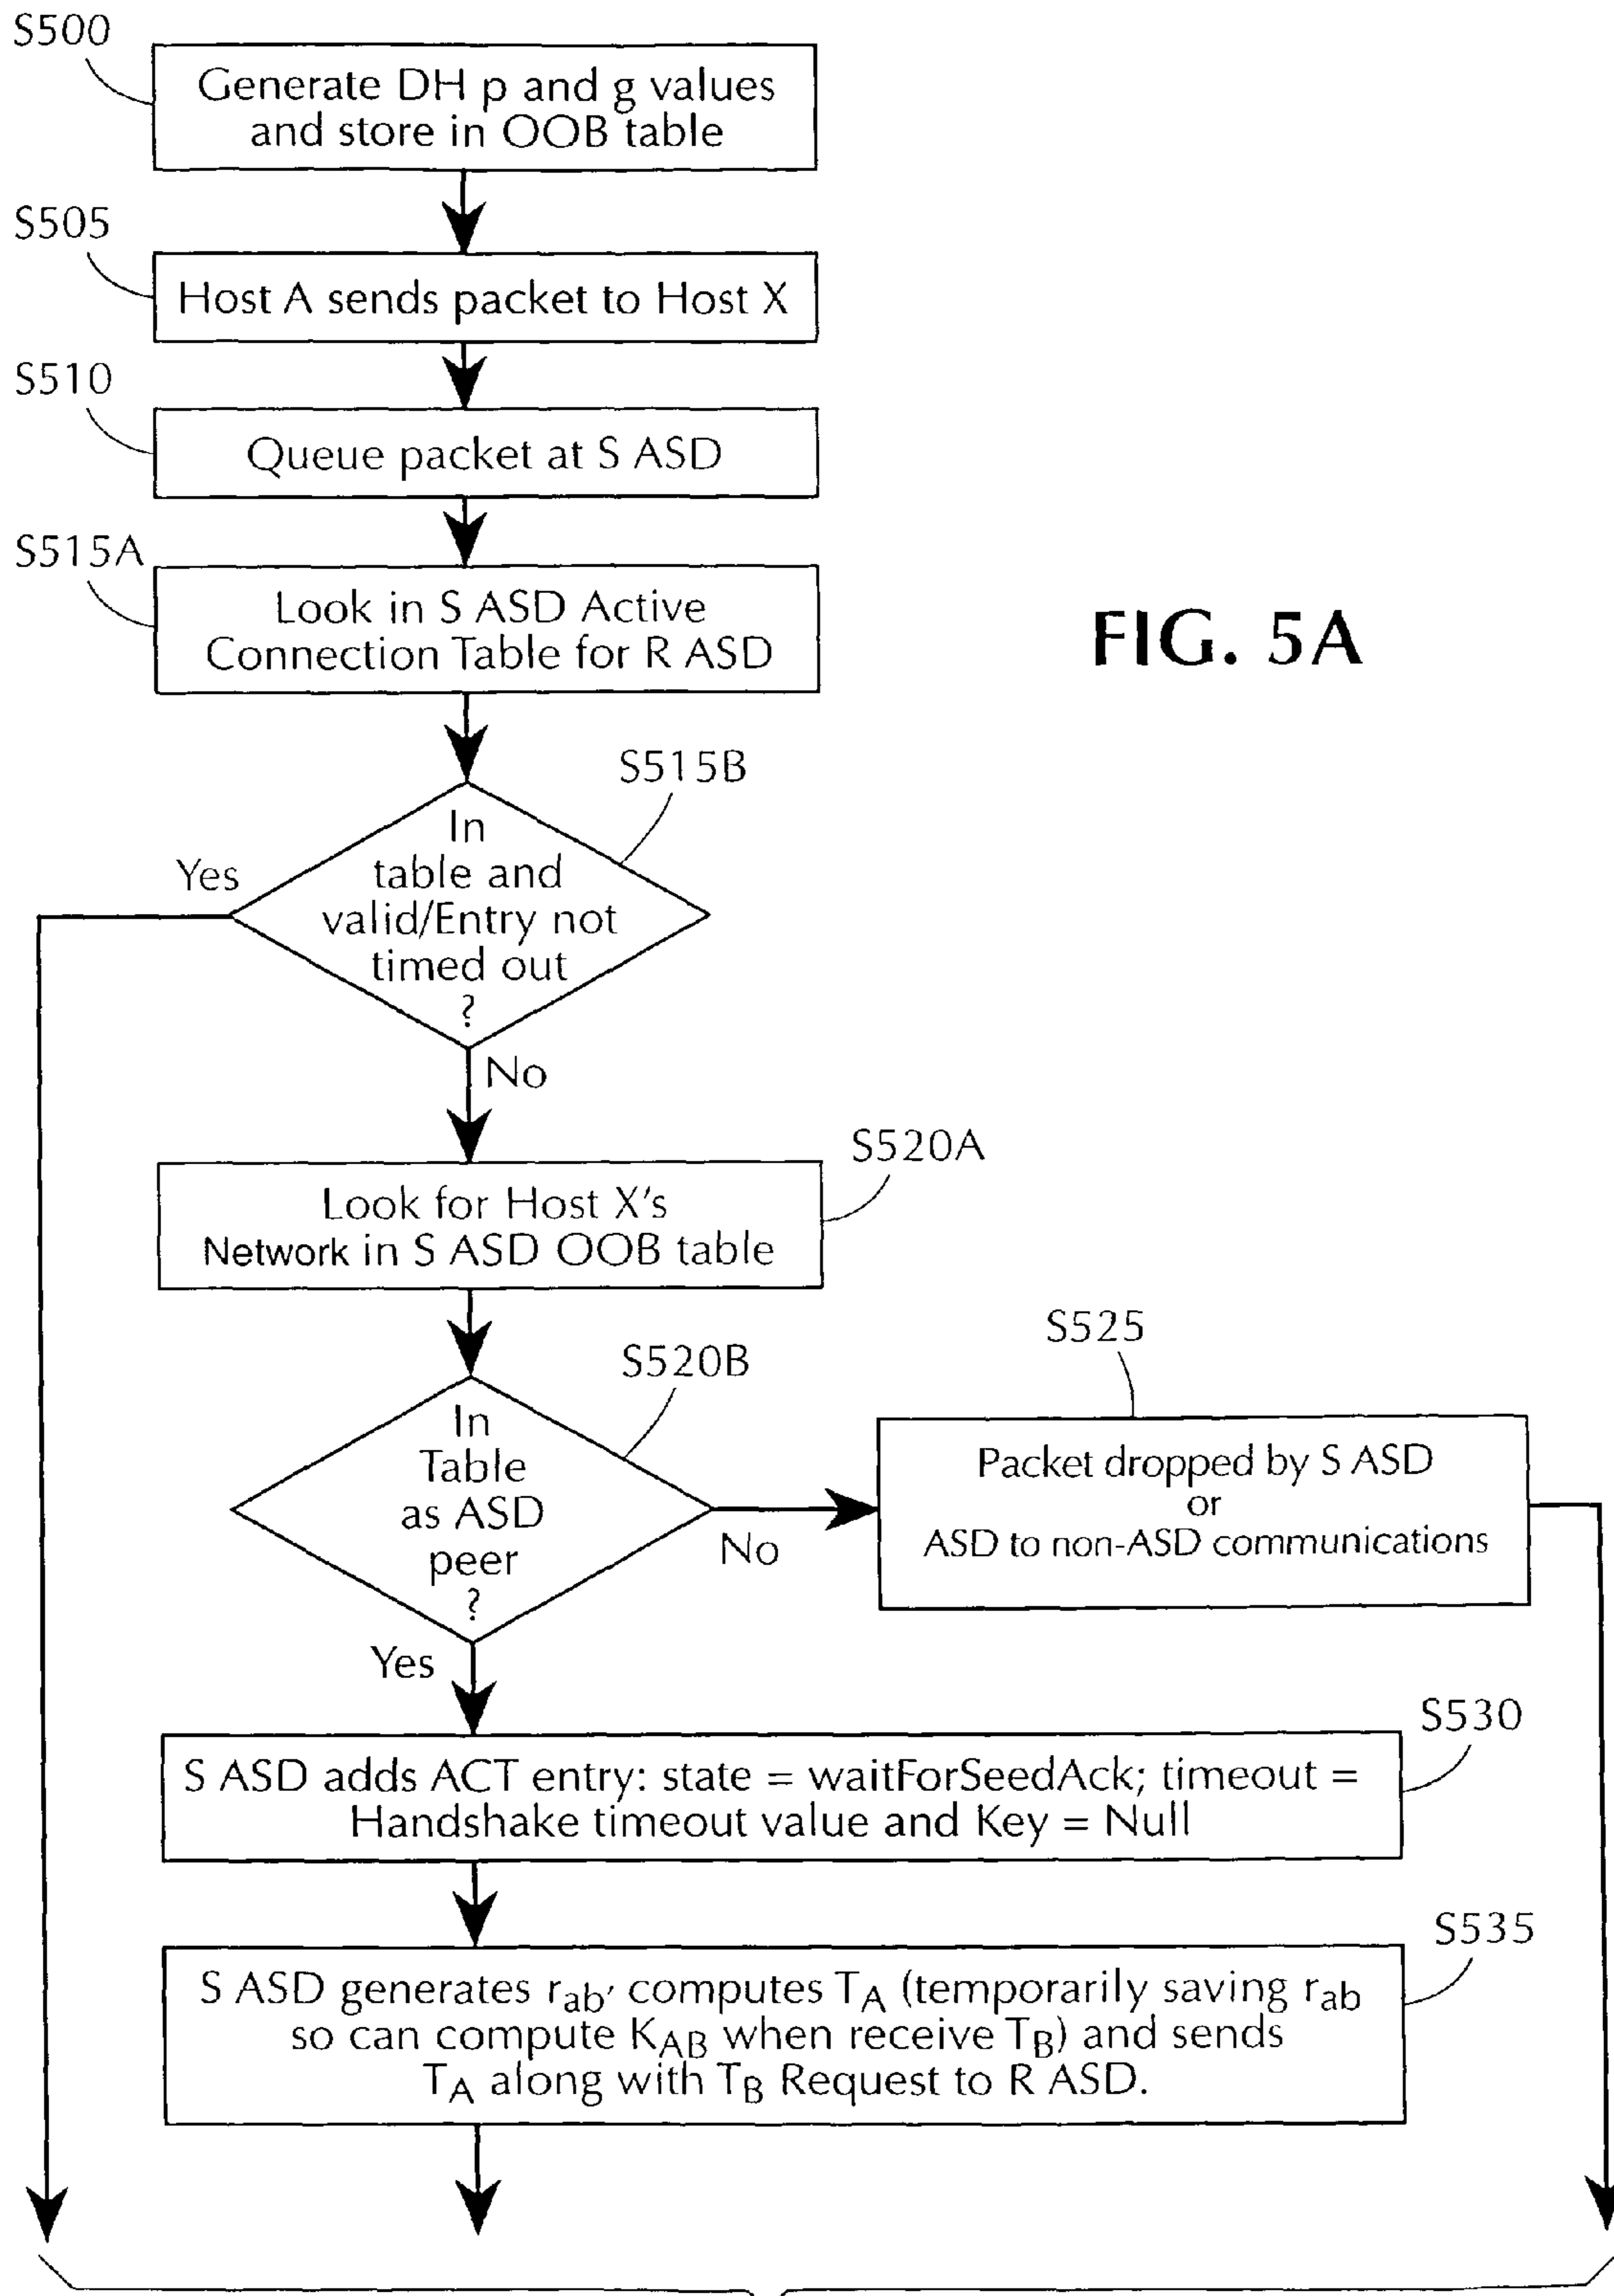 S500
Generate DH p and g values
and store in OOB table
S505
Host A sends packet to Host X
S510
Queue packet at S ASD
S515A
Look in S ASD Active
Connection Table for R ASD
FIG. 5A
S515B
In
table and
valid/Entry not
timed out
?
Yes
No
S520A
Look for Host X's
Network in S ASD OOB table
S520B
In
Table
as ASD
peer
?
No
Yes
S525
Packet dropped by S ASD
or
ASD to non-ASD communications
S530
S ASD adds ACT entry: state = waitForSeedAck; timeout =
Handshake timeout value and Key = Null
S535
S ASD generates rab, computes TA (temporarily saving rab
so can compute KAB when receive TB) and sends
TA along with TB Request to R ASD.